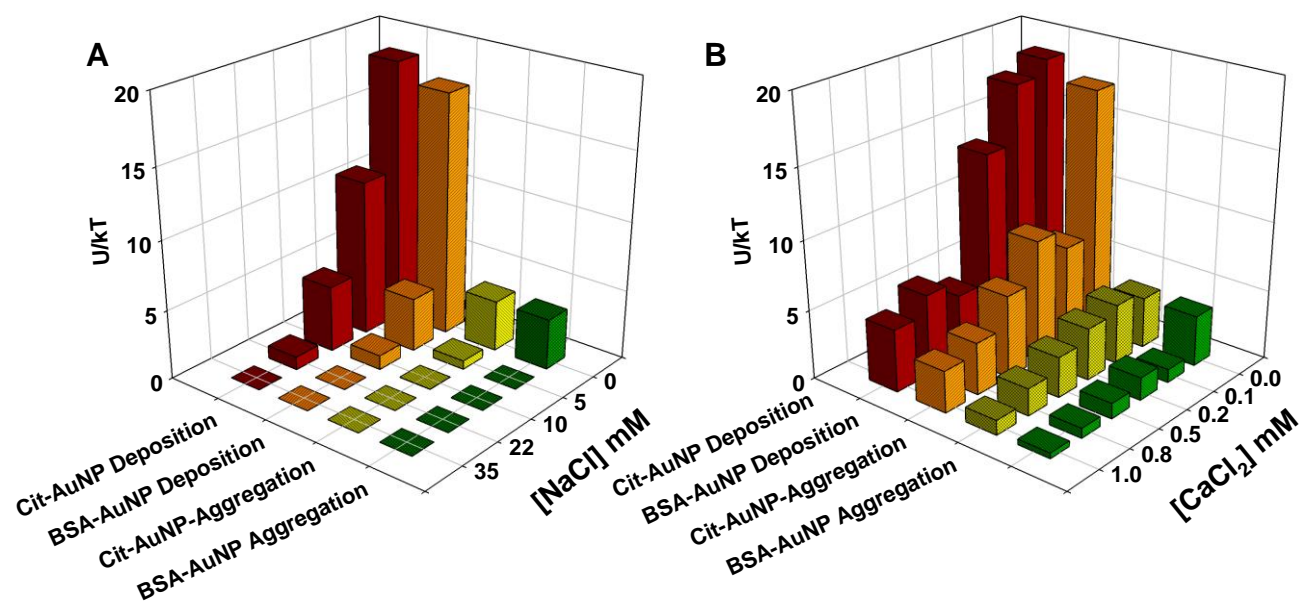 A
20
15
10
5
0
U/kT
Cit-AuNP Deposition
BSA-AuNP Deposition
Cit-AuNP-Aggregation
BSA-AuNP Aggregation
0
5
10
22
35
[NaCl] mM
B
20
15
10
5
0
U/kT
Cit-AuNP Deposition
BSA-AuNP Deposition
Cit-AuNP-Aggregation
BSA-AuNP Aggregation
0.0
0.1
0.2
0.5
0.8
1.0
[CaCl₂] mM